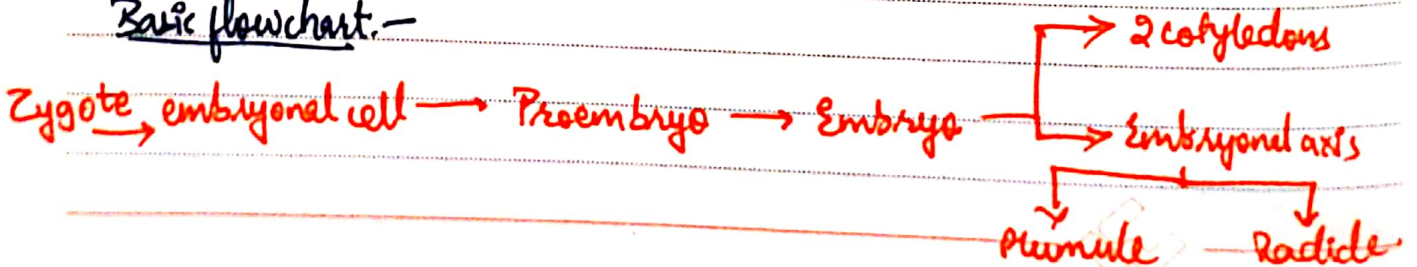 Basic flowchart.-
2 cotyledons
Zygote → embryonal cell → Proembryo → Embryo
Embryonal axis
Plumule Radicle